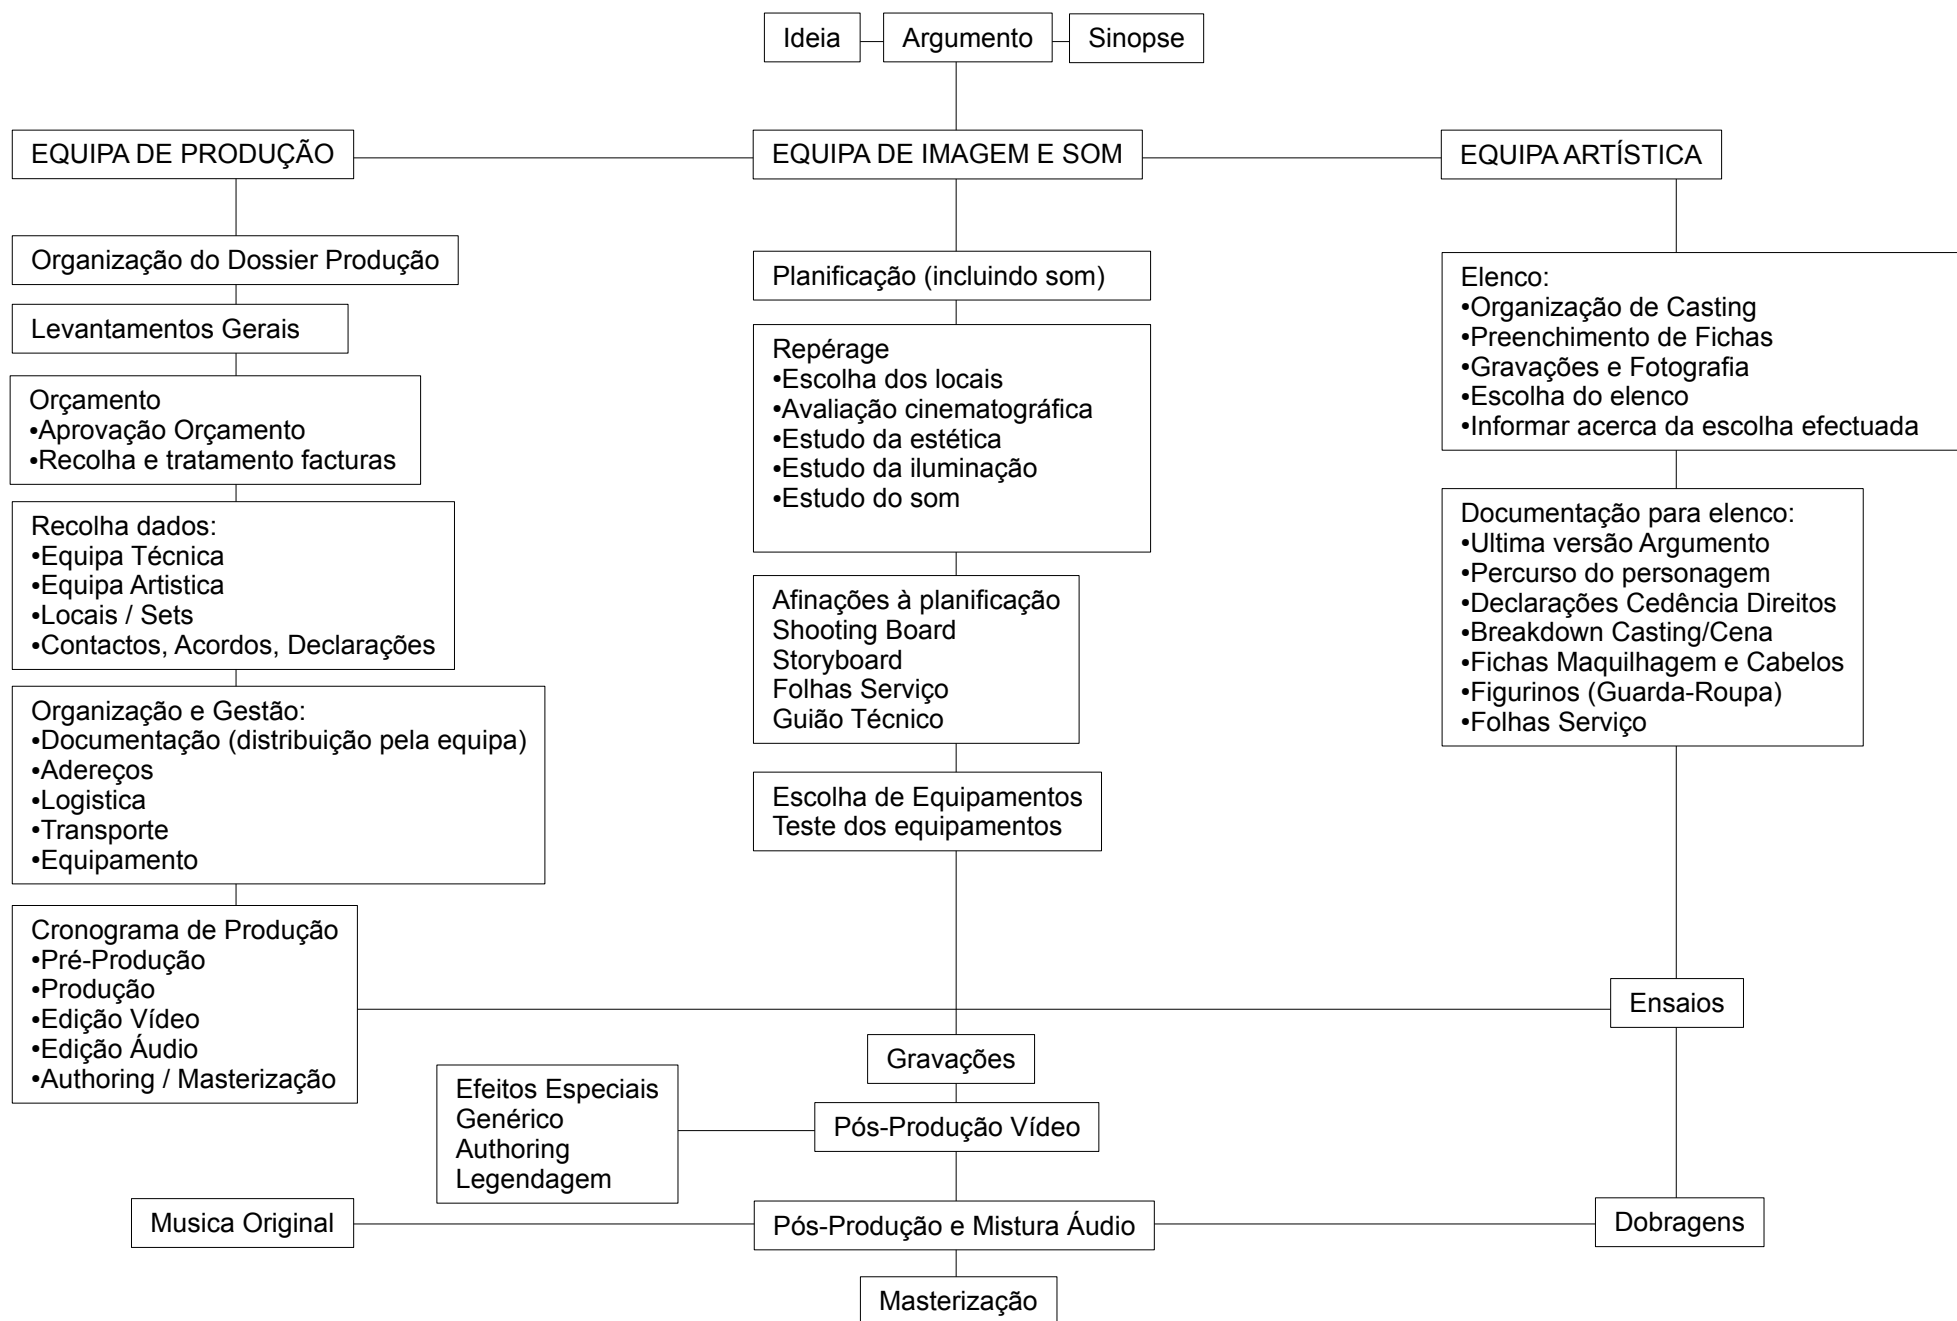 Ideia
Argumento
Sinopse
EQUIPA DE PRODUÇÃO
EQUIPA DE IMAGEM E SOM
EQUIPA ARTÍSTICA
Organização do Dossier Produção
Levantamentos Gerais
Orçamento
•Aprovação Orçamento
•Recolha e tratamento facturas
Recolha dados:
•Equipa Técnica
•Equipa Artistica
•Locais / Sets
•Contactos, Acordos, Declarações
Organização e Gestão:
•Documentação (distribuição pela equipa)
•Adereços
•Logistica
•Transporte
•Equipamento
Cronograma de Produção
•Pré-Produção
•Produção
•Edição Vídeo
•Edição Áudio
•Authoring / Masterização
Planificação (incluindo som)
Repérage
•Escolha dos locais
•Avaliação cinematográfica
•Estudo da estética
•Estudo da iluminação
•Estudo do som
Afinações à planificação
Shooting Board
Storyboard
Folhas Serviço
Guião Técnico
Escolha de Equipamentos
Teste dos equipamentos
Elenco:
•Organização de Casting
•Preenchimento de Fichas
•Gravações e Fotografia
•Escolha do elenco
•Informar acerca da escolha efectuada
Documentação para elenco:
•Ultima versão Argumento
•Percurso do personagem
•Declarações Cedência Direitos
•Breakdown Casting/Cena
•Fichas Maquilhagem e Cabelos
•Figurinos (Guarda-Roupa)
•Folhas Serviço
Ensaios
Gravações
Efeitos Especiais
Genérico
Authoring
Legendagem
Pós-Produção Vídeo
Musica Original
Pós-Produção e Mistura Áudio
Dobragens
Masterização